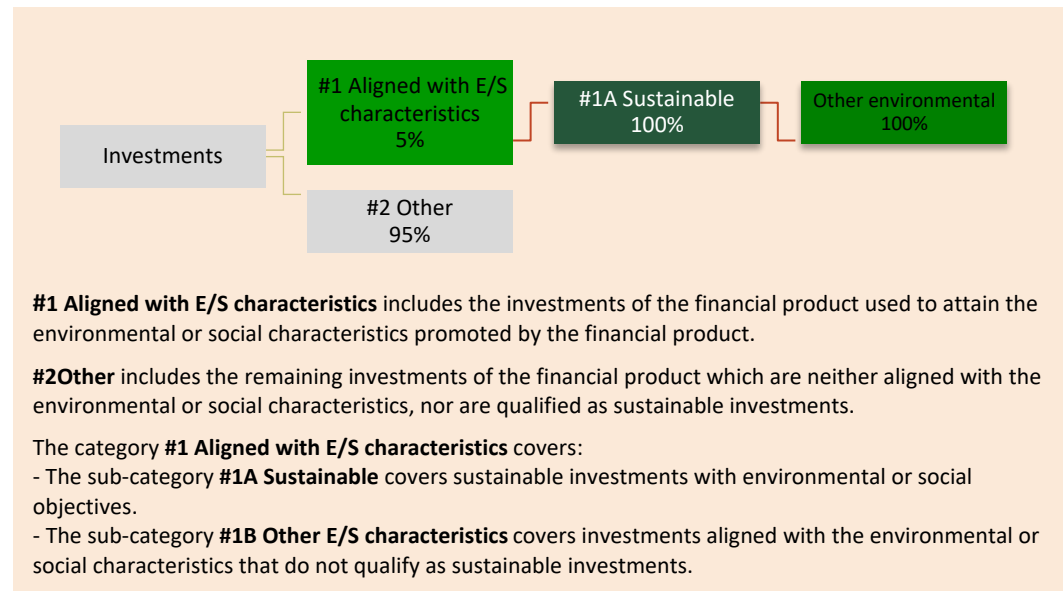 Investments
#1 Aligned with E/S
characteristics
5%
#2 Other
95%
#1A Sustainable
100%
Other environmental
100%
#1 Aligned with E/S characteristics includes the investments of the financial product used to attain the
environmental or social characteristics promoted by the financial product.
#2Other includes the remaining investments of the financial product which are neither aligned with the
environmental or social characteristics, nor are qualified as sustainable investments.
The category #1 Aligned with E/S characteristics covers:
- The sub-category #1A Sustainable covers sustainable investments with environmental or social
objectives.
- The sub-category #1B Other E/S characteristics covers investments aligned with the environmental or
social characteristics that do not qualify as sustainable investments.